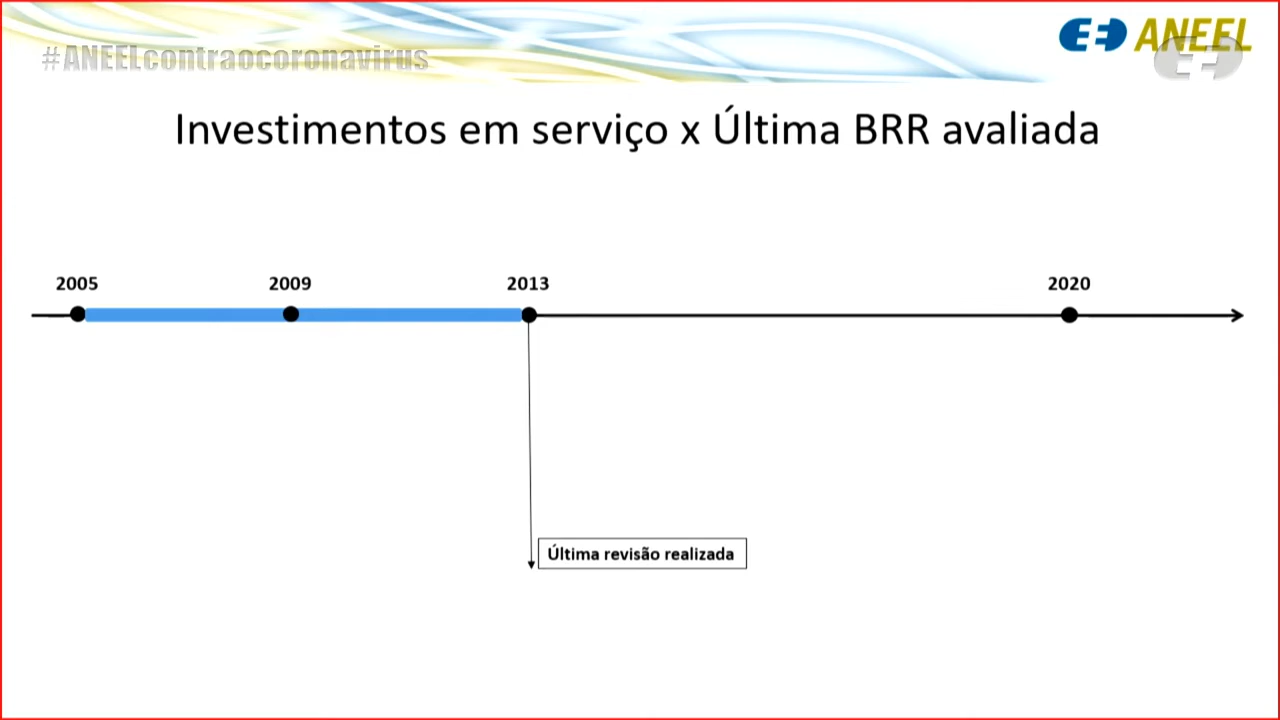 #ANEELcontraocoronavirus
ANEEL
Investimentos em serviço x Última BRR avaliada
2005 2009 2013 2020
Última revisão realizada